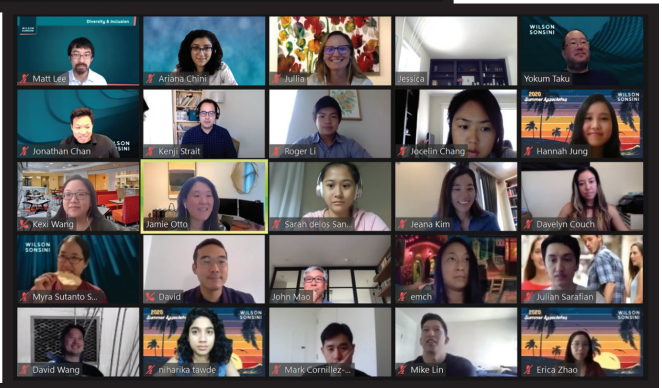 Diversity & Inclusion
WILSON
SONSINI
Matt Lee
Arjana Chini
Jullia
Jessica
WILSON
SONSINI
Yokum Taku
SONSINI
Jonathan Chan
Kenji Strait
Roger Li
Jocelin Chang
2020
Summer Associates
WILSON
SONSINI
Hannah Jung
Kexi Wang
Jamie Otto
Sarah delos San...
Jeana Kim
Davelyn Couch
WILSON
SONSINI
Myra Sutanto S...
David
John Mao
emch
Julian Sarafian
David Wang
2020
Summer Associates
WILSON
SONSINI
niharika tawde
Mark Cornillez-...
Mike Lin
2020
Summer Associates
WILSON
SONSINI
Erica Zhao